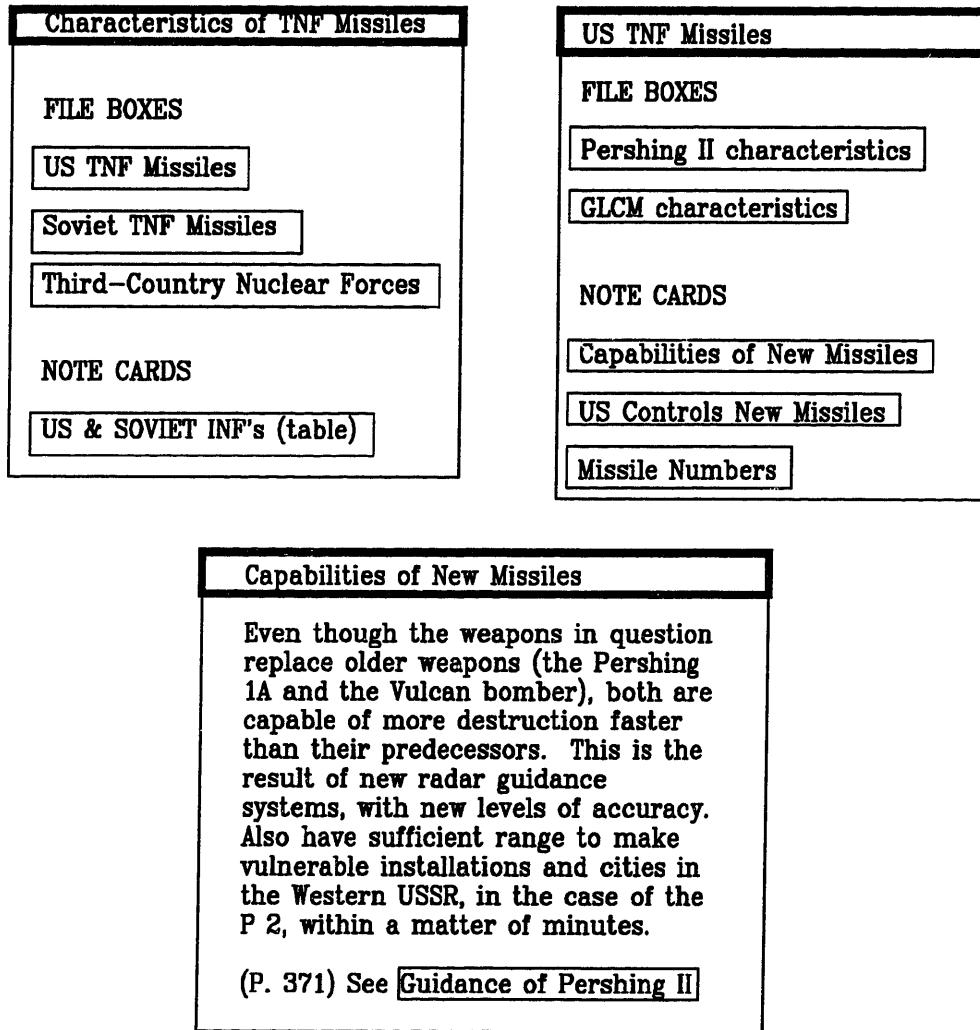 Characteristics of TNF Missiles
FILE BOXES
US TNF Missiles
Soviet TNF Missiles
Third-Country Nuclear Forces
NOTE CARDS
US & SOVIET INF's (table)
US TNF Missiles
FILE BOXES
Pershing II characteristics
GLCM characteristics
NOTE CARDS
Capabilities of New Missiles
US Controls New Missiles
Missile Numbers
Capabilities of New Missiles
Even though the weapons in question
replace older weapons (the Pershing
1A and the Vulcan bomber), both are
capable of more destruction faster
than their predecessors. This is the
result of new radar guidance
systems, with new levels of accuracy.
Also have sufficient range to make
vulnerable installations and cities in
the Western USSR, in the case of the
P 2, within a matter of minutes.
(P. 371) See Guidance of Pershing II